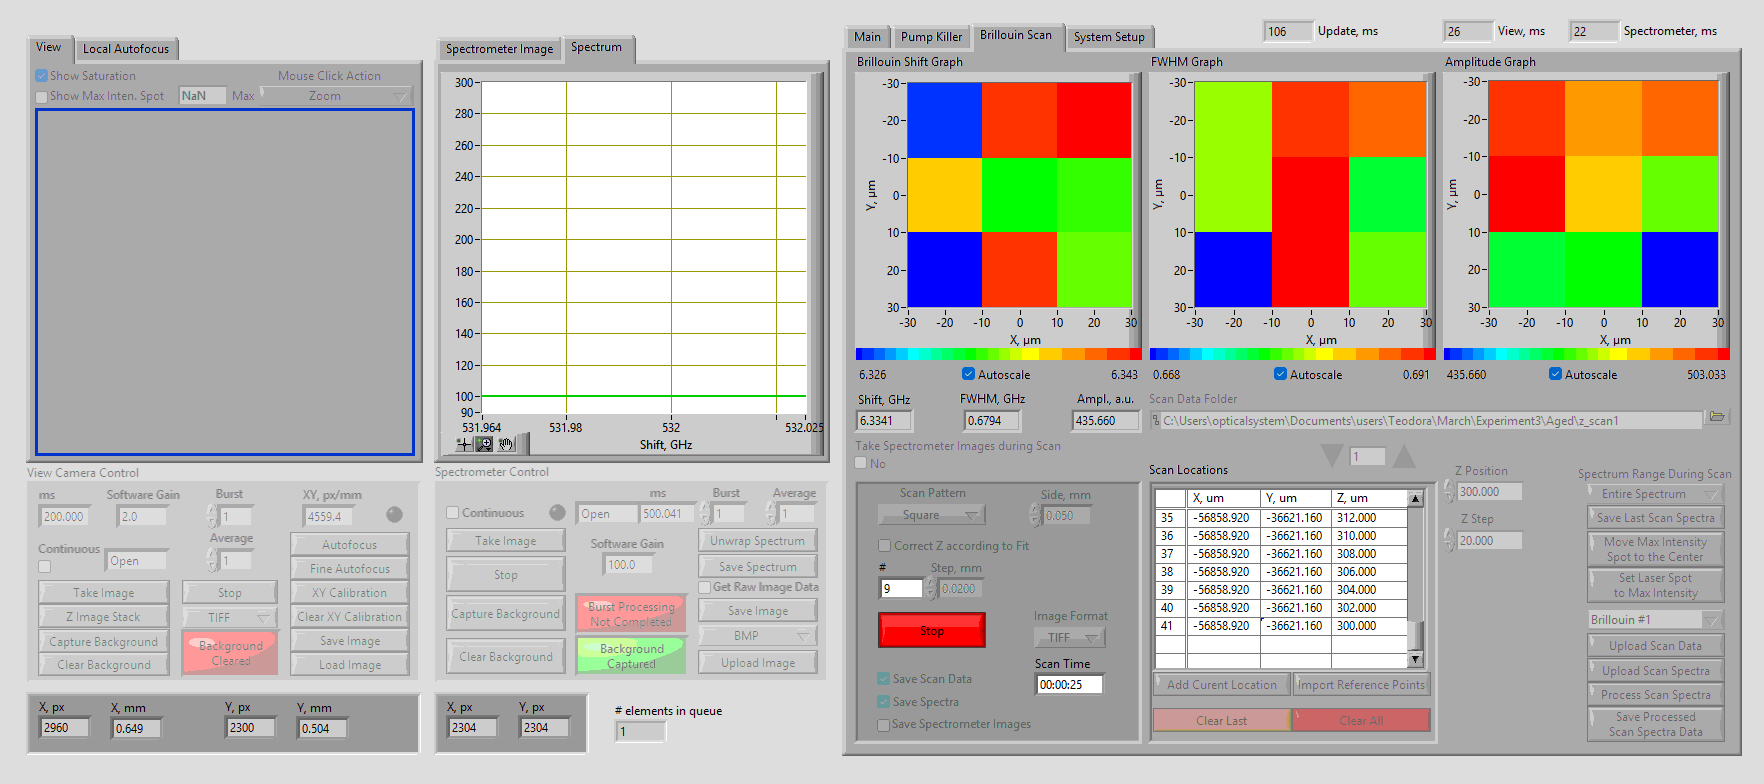 View
Local Autofocus
Show Saturation
Mouse Click Action
Show Max Inten. Spot
NaN
Max
Zoom
View Camera Control
ms
Software Gain
Burst
XY, px/mm
200.000
2.0
1
4559.4
Continuous
Open
Average
1
Autofocus
Fine Autofocus
Take Image
Stop
XY Calibration
Z Image Stack
TIFF
Clear XY Calibration
Capture Background
Background
Cleared
Save Image
Clear Background
Load Image
X, px
X, mm
Y, px
Y, mm
2960
0.649
2300
0.504
Spectrometer Image
Spectrum
300
280
260
240
220
200
180
160
140
120
100
90
531.964
531.98
532
532.025
Shift, GHz
Spectrometer Control
ms
Burst
Average
Continuous
Open
500.041
1
1
Take Image
Software Gain
Unwrap Spectrum
Stop
100.0
Save Spectrum
Get Raw Image Data
Capture Background
Burst Processing
Not Completed
Save Image
BMP
Clear Background
Background
Captured
Upload Image
X, px
Y, px
2304
2304
# elements in queue
1
Main
Pump Killer
Brillouin Scan
System Setup
106
Update, ms
26
View, ms
22
Spectrometer, ms
Brillouin Shift Graph
-30
-20
-10
0
10
20
30
Y, µm
-30
-20
-10
0
10
20
30
X, µm
6.326
Autoscale
6.343
FWHM Graph
-30
-20
-10
0
10
20
30
Y, µm
-30
-20
-10
0
10
20
30
X, µm
0.668
Autoscale
0.691
Amplitude Graph
-30
-20
-10
0
10
20
30
Y, µm
-30
-20
-10
0
10
20
30
X, µm
435.660
Autoscale
503.033
Shift, GHz
FWHM, GHz
Ampl., a.u.
Scan Data Folder
6.3341
0.6794
435.660
C:\Users\opticalsystem\Documents\users\Teodora\March\Experiment3\Aged\z_scan1
Take Spectrometer Images during Scan
No
Scan Pattern
Side, mm
Square
0.050
Correct Z according to Fit
#
Step, mm
9
0.0200
Stop
Image Format
TIFF
Scan Time
00:00:25
Save Scan Data
Save Spectra
Save Spectrometer Images
1
Scan Locations
X, um Y, um Z, um
35 -56858.920 -36621.160 312.000
36 -56858.920 -36621.160 310.000
37 -56858.920 -36621.160 308.000
38 -56858.920 -36621.160 306.000
39 -56858.920 -36621.160 304.000
40 -56858.920 -36621.160 302.000
41 -56858.920 -36621.160 300.000
Add Curent Location
Import Reference Points
Clear Last
Clear All
Z Position
300.000
Z Step
20.000
Spectrum Range During Scan
Entire Spectrum
Save Last Scan Spectra
Move Max Intensity
Spot to the Center
Set Laser Spot
to Max Intensity
Brillouin #1
Upload Scan Data
Upload Scan Spectra
Process Scan Spectra
Save Processed
Scan Spectra Data